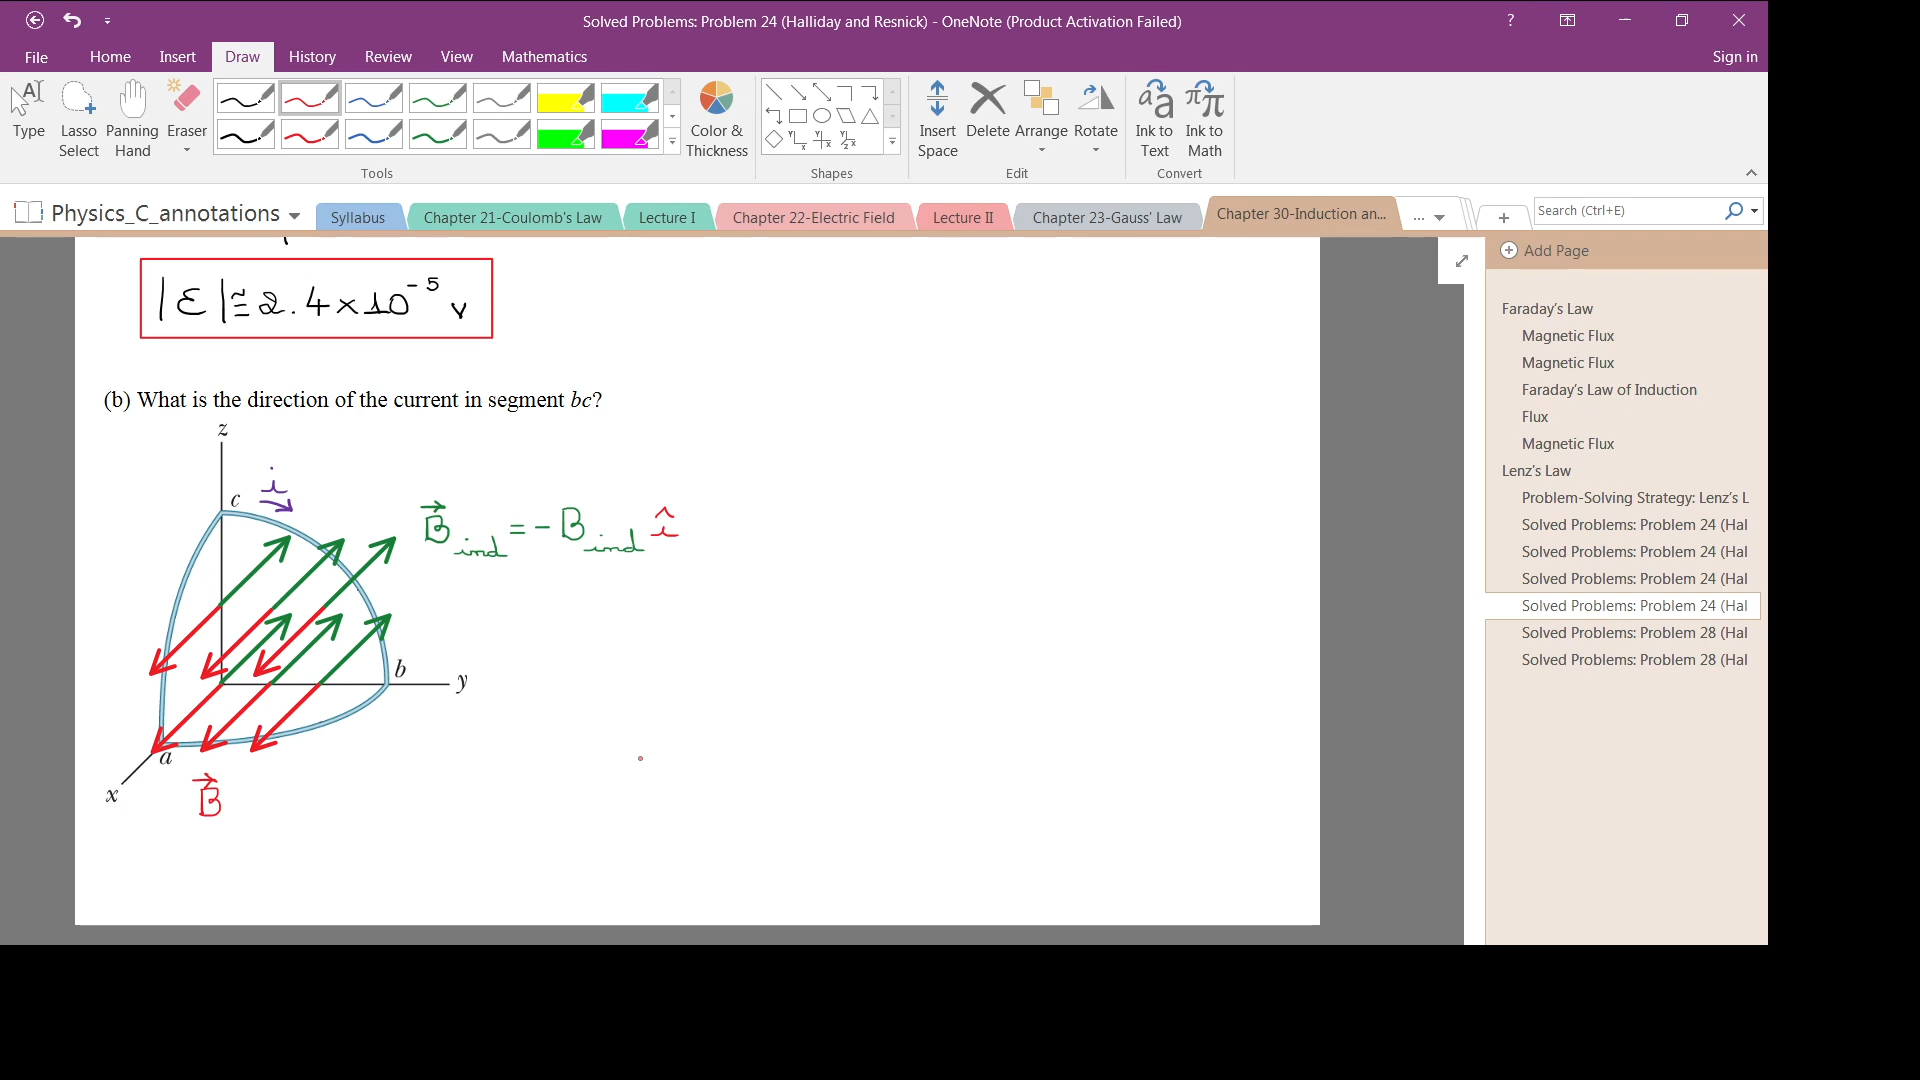 Solved Problems: Problem 24 (Halliday and Resnick) - OneNote (Product Activation Failed)
?
File Home Insert Draw History Review View Mathematics
Sign in
Type
Lasso Select
Panning Hand
Eraser
Color & Thickness
Insert Space
Delete
Arrange
Rotate
Ink to Text
Ink to Math
Tools
Shapes
Edit
Convert
Physics_C_annotations
Syllabus
Chapter 21-Coulomb's Law
Lecture I
Chapter 22-Electric Field
Lecture II
Chapter 23-Gauss' Law
Chapter 30-Induction an...
...
Search (Ctrl+E)
Add Page
|ℰ| ≅ 2.4×10⁻⁵ v
(b) What is the direction of the current in segment bc?
z
i
c
B⃗ind = - Bind î
b
y
a
x
B⃗
Faraday's Law
Magnetic Flux
Magnetic Flux
Faraday's Law of Induction
Flux
Magnetic Flux
Lenz's Law
Problem-Solving Strategy: Lenz's L
Solved Problems: Problem 24 (Hal
Solved Problems: Problem 24 (Hal
Solved Problems: Problem 24 (Hal
Solved Problems: Problem 24 (Hal
Solved Problems: Problem 28 (Hal
Solved Problems: Problem 28 (Hal